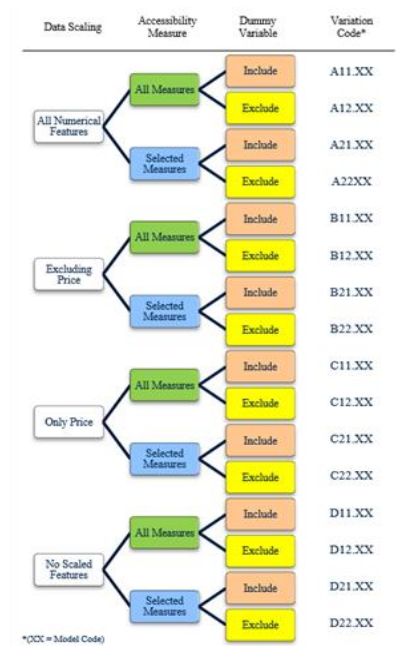 Data Scaling
Accessibility
Measure
Dummy
Variable
Variation
Code*
All Numerical
Features
All Measures
Include
A11.XX
Exclude
A12.XX
Selected
Measures
Include
A21.XX
Exclude
A22XX
Excluding
Price
All Measures
Include
B11.XX
Exclude
B12.XX
Selected
Measures
Include
B21.XX
Exclude
B22.XX
Only Price
All Measures
Include
C11.XX
Exclude
C12.XX
Selected
Measures
Include
C21.XX
Exclude
C22.XX
No Scaled
Features
All Measures
Include
D11.XX
Exclude
D12.XX
Selected
Measures
Include
D21.XX
Exclude
D22.XX
*(XX = Model Code)